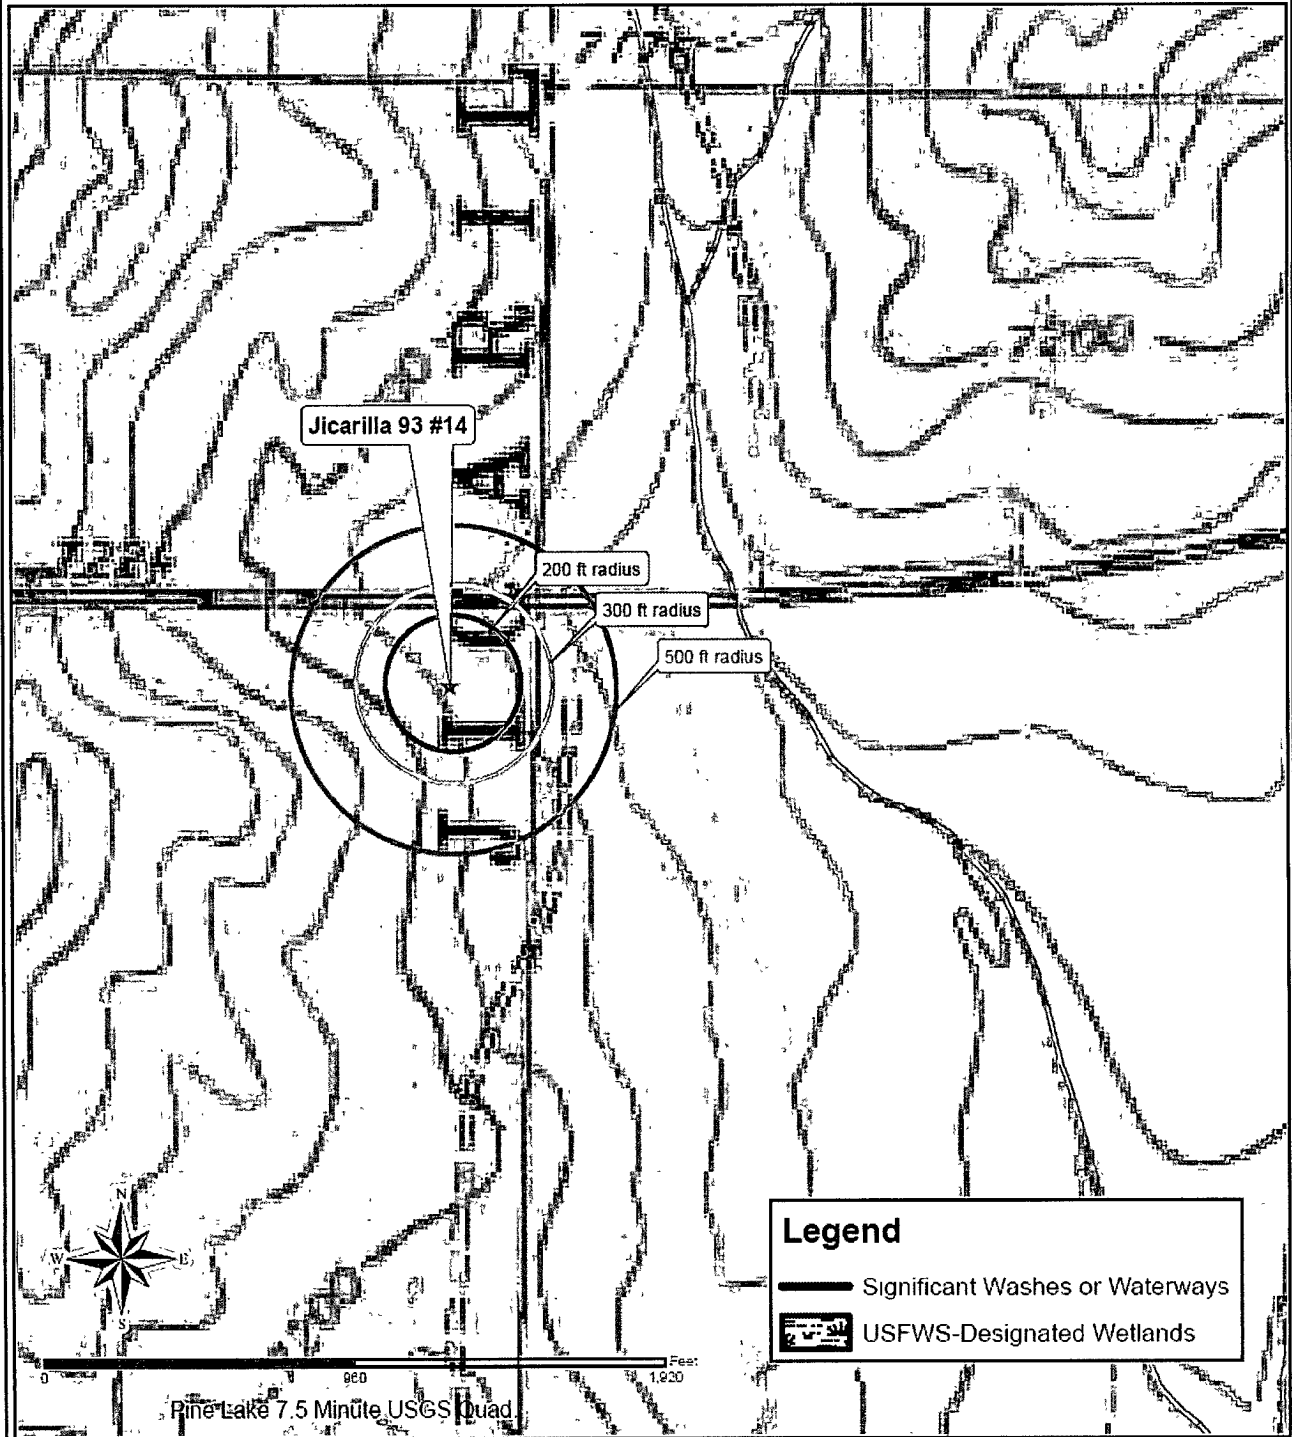 Jicarilla 93 #14
200 ft radius
300 ft radius
500 ft radius
N
W E
S
Legend
Significant Washes or Waterways
USFWS-Designated Wetlands
Feet
0 960 1,920
Pine Lake 7.5 Minute USGS Quad